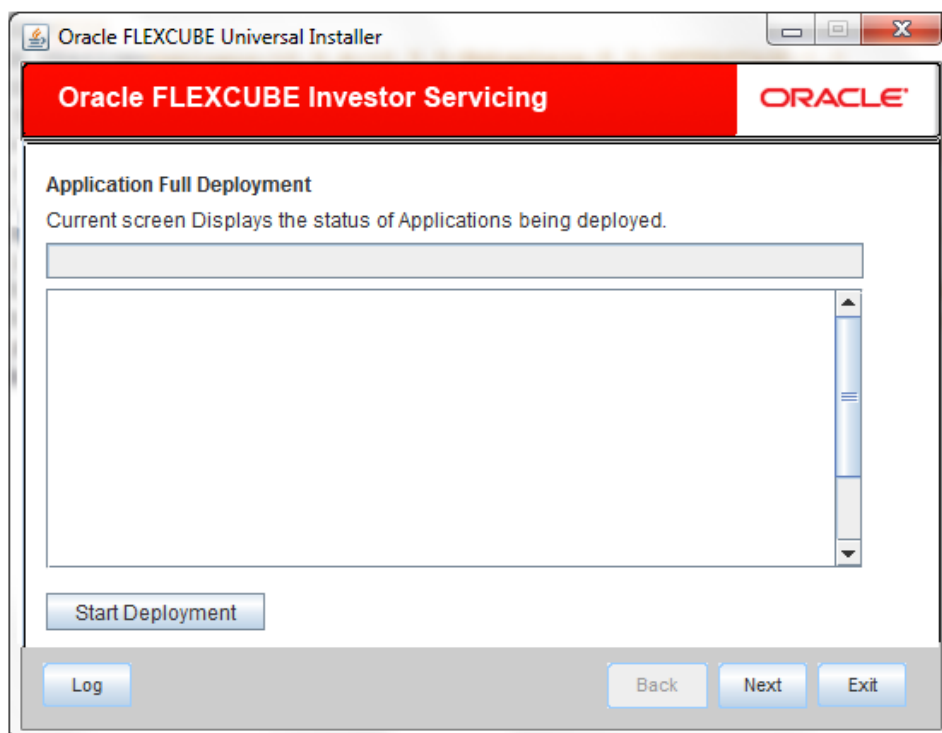 Oracle FLEXCUBE Universal Installer
Oracle FLEXCUBE Investor Servicing
ORACLE
Application Full Deployment
Current screen Displays the status of Applications being deployed.
Start Deployment
Log
Back
Next
Exit